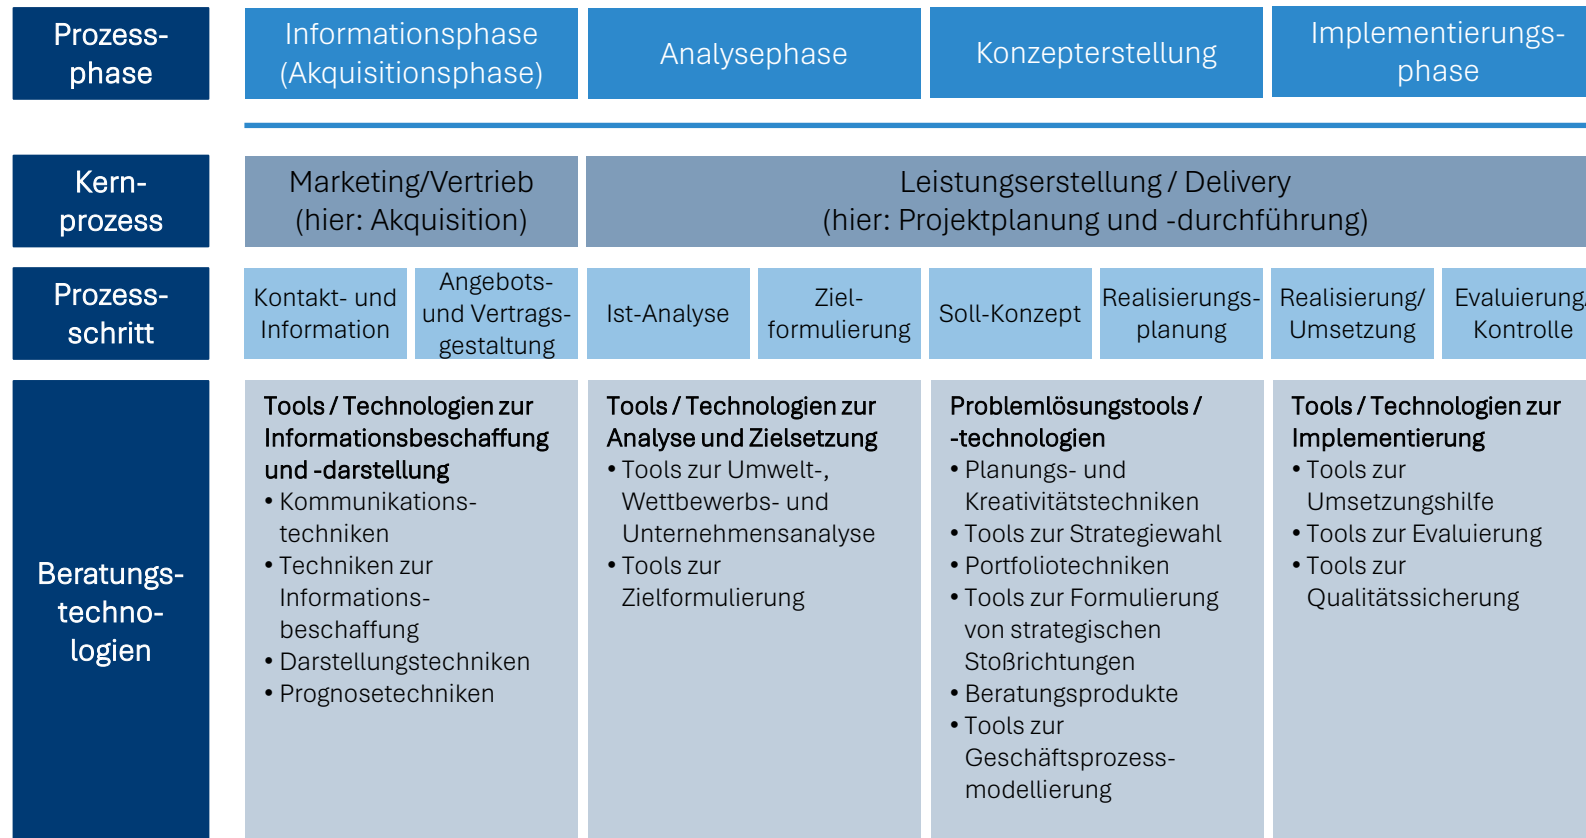 Prozess-
phase
Informationsphase
(Akquisitionsphase)
Analysephase
Konzepterstellung
Implementierungs-
phase
Kern-
prozess
Marketing/Vertrieb
(hier: Akquisition)
Leistungserstellung / Delivery
(hier: Projektplanung und -durchführung)
Prozess-
schritt
Kontakt- und
Information
Angebots-
und Vertrags-
gestaltung
Ist-Analyse
Ziel-
formulierung
Soll-Konzept
Realisierungs-
planung
Realisierung/
Umsetzung
Evaluierung/
Kontrolle
Beratungs-
techno-
logien
Tools / Technologien zur
Informationsbeschaffung
und -darstellung
• Kommunikations-
techniken
• Techniken zur
Informations-
beschaffung
• Darstellungstechniken
• Prognosetechniken
Tools / Technologien zur
Analyse und Zielsetzung
• Tools zur Umwelt-,
Wettbewerbs- und
Unternehmensanalyse
• Tools zur
Zielformulierung
Problemlösungstools /
-technologien
• Planungs- und
Kreativitätstechniken
• Tools zur Strategiewahl
• Portfoliotechniken
• Tools zur Formulierung
von strategischen
Stoßrichtungen
• Beratungsprodukte
• Tools zur
Geschäftsprozess-
modellierung
Tools / Technologien zur
Implementierung
• Tools zur
Umsetzungshilfe
• Tools zur Evaluierung
• Tools zur
Qualitätssicherung